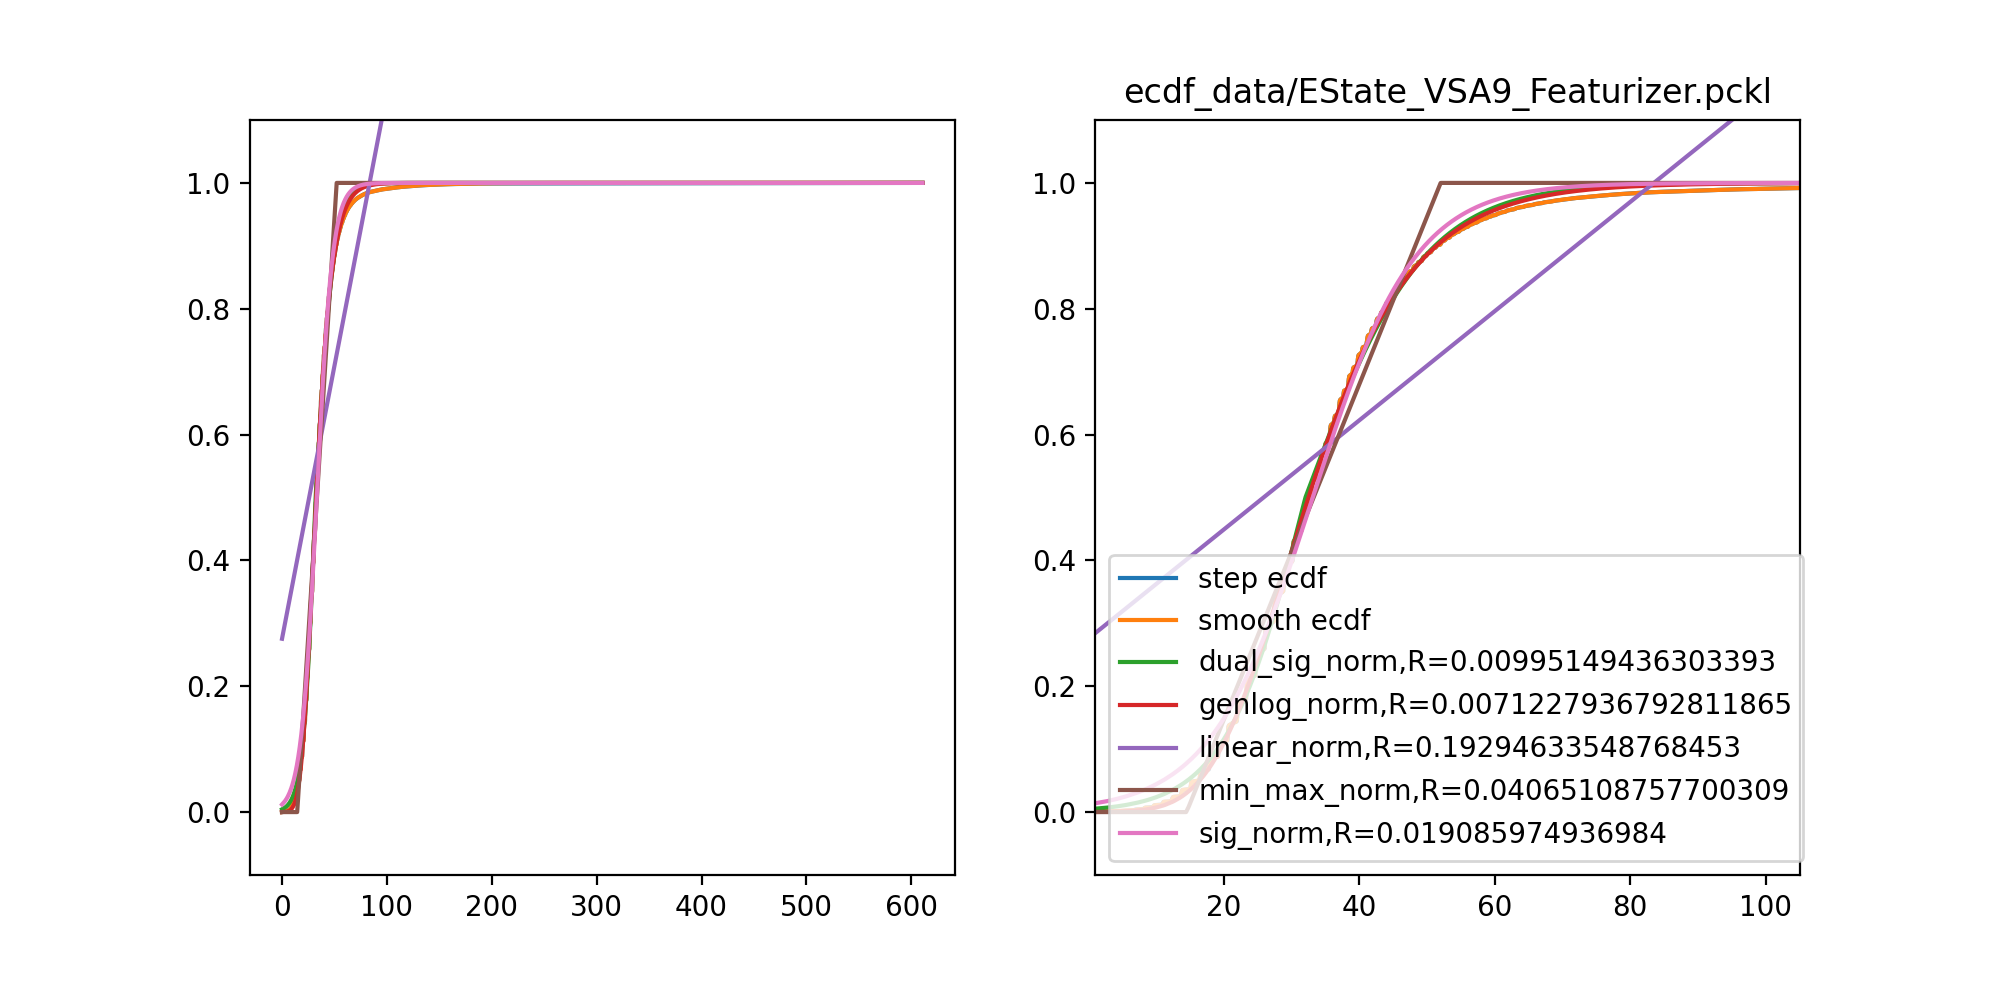 ecdf_data/EState_VSA9_Featurizer.pckl
1.0
0.8
0.6
0.4
0.2
0.0
0 100 200 300 400 500 600
1.0
0.8
0.6
0.4
0.2
0.0
step ecdf
smooth ecdf
dual_sig_norm,R=0.00995149436303393
genlog_norm,R=0.0071227936792811865
linear_norm,R=0.19294633548768453
min_max_norm,R=0.04065108757700309
sig_norm,R=0.019085974936984
20 40 60 80 100